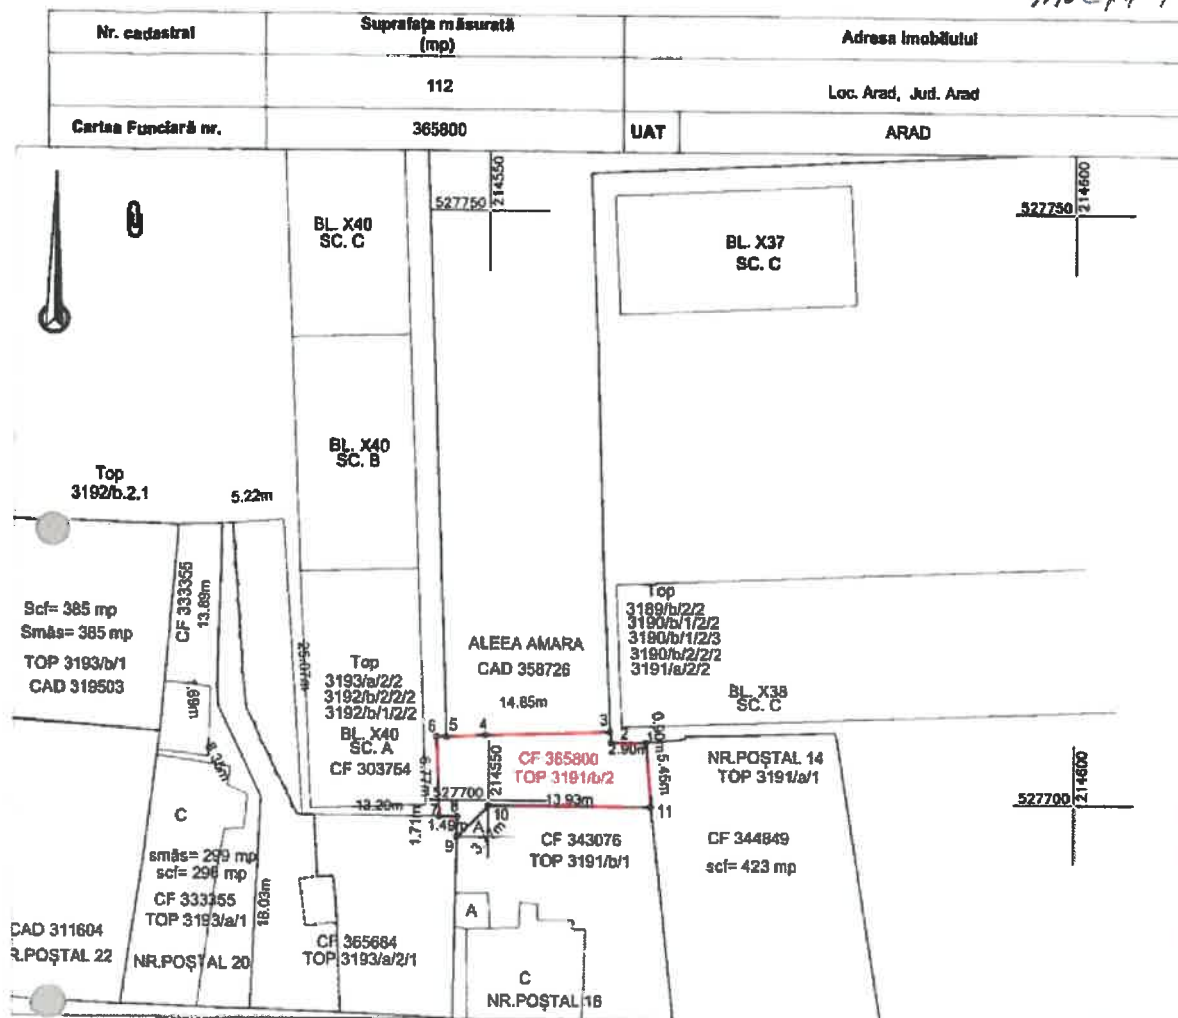 Nr. cadastral
Suprafața măsurată
(mp)
Adresa Imobilului
112
Loc. Arad, Jud. Arad
Cartea Funciară nr.
365800
UAT
ARAD
BL. X40
SC. C
527750
214550
BL. X37
SC. C
527750
214600
BL. X40
SC. B
Top
3192/b.2.1
5.22m
Scf= 385 mp
Smăs= 385 mp
TOP 3193/b/1
CAD 319503
CF 333355
13.89m
25.07m
Top
3193/a/2/2
3192/b/2/2/2
3192/b/1/2/2
BL. X40
SC. A
CF 303754
ALEEA AMARA
CAD 358726
14.85m
Top
3189/b/2/2
3190/b/1/2/2
3190/b/1/2/3
3190/b/2/2/2
3191/a/2/2
BL. X38
SC. C
6
5
4
3
2
1
2.90m
0.90m
5.45m
6.77m
CF 365800
TOP 3191/b/2
214550
527700
13.93m
NR.POȘTAL 14
TOP 3191/a/1
527700
214600
13.20m
7
8
9
10
11
1.71m
1.49m
A
C
smăs= 299 mp
CF 333355
TOP 3193/a/1
18.03m
CF 343076
TOP 3191/b/1
CF 344849
scf= 423 mp
A
CAD 311604
R.POȘTAL 22
NR.POȘTAL 20
CF 365684
TOP 3193/a/2/1
C
NR.POȘTAL 16